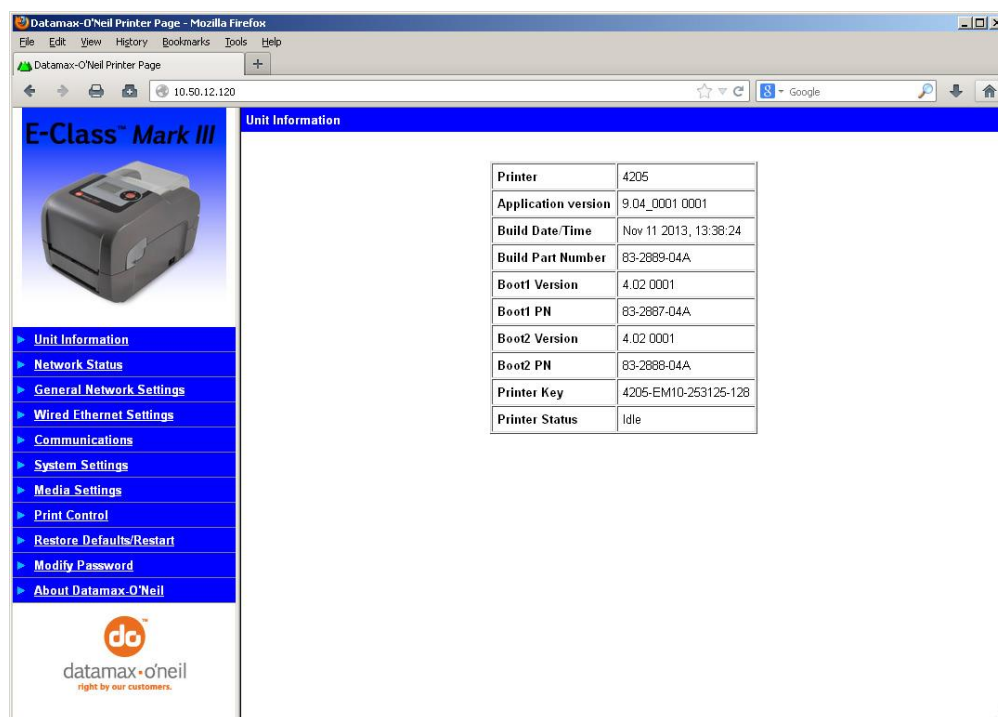 Datamax-O'Neil Printer Page - Mozilla Firefox
File Edit View History Bookmarks Tools Help
Datamax-O'Neil Printer Page +
10.50.12.120 8 Google
E-Class™ Mark III
Unit Information
Printer 4205
Application version 9.04_0001 0001
Build Date/Time Nov 11 2013, 13:38:24
Build Part Number 83-2889-04A
Boot1 Version 4.02 0001
Boot1 PN 83-2887-04A
Boot2 Version 4.02 0001
Boot2 PN 83-2888-04A
Printer Key 4205-EM10-253125-128
Printer Status Idle
Unit Information
Network Status
General Network Settings
Wired Ethernet Settings
Communications
System Settings
Media Settings
Print Control
Restore Defaults/Restart
Modify Password
About Datamax-O'Neil
do™
datamax•o'neil
right by our customers.